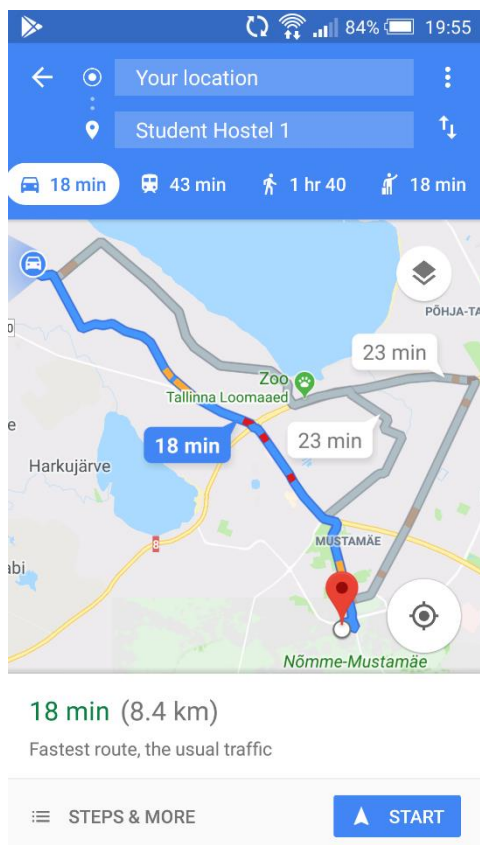 84% 19:55
Your location
Student Hostel 1
18 min 43 min 1 hr 40 18 min
PÕHJA-TA
23 min
Zoo
Tallinna Loomaaed
18 min
23 min
e
Harkujärve
MUSTAMÄE
8
abi
Nõmme-Mustamäe
18 min (8.4 km)
Fastest route, the usual traffic
STEPS & MORE START